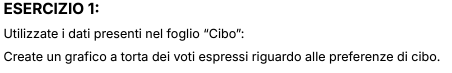 ESERCIZIO 1:
Utilizzate i dati presenti nel foglio “Cibo”:
Create un grafico a torta dei voti espressi riguardo alle preferenze di cibo.